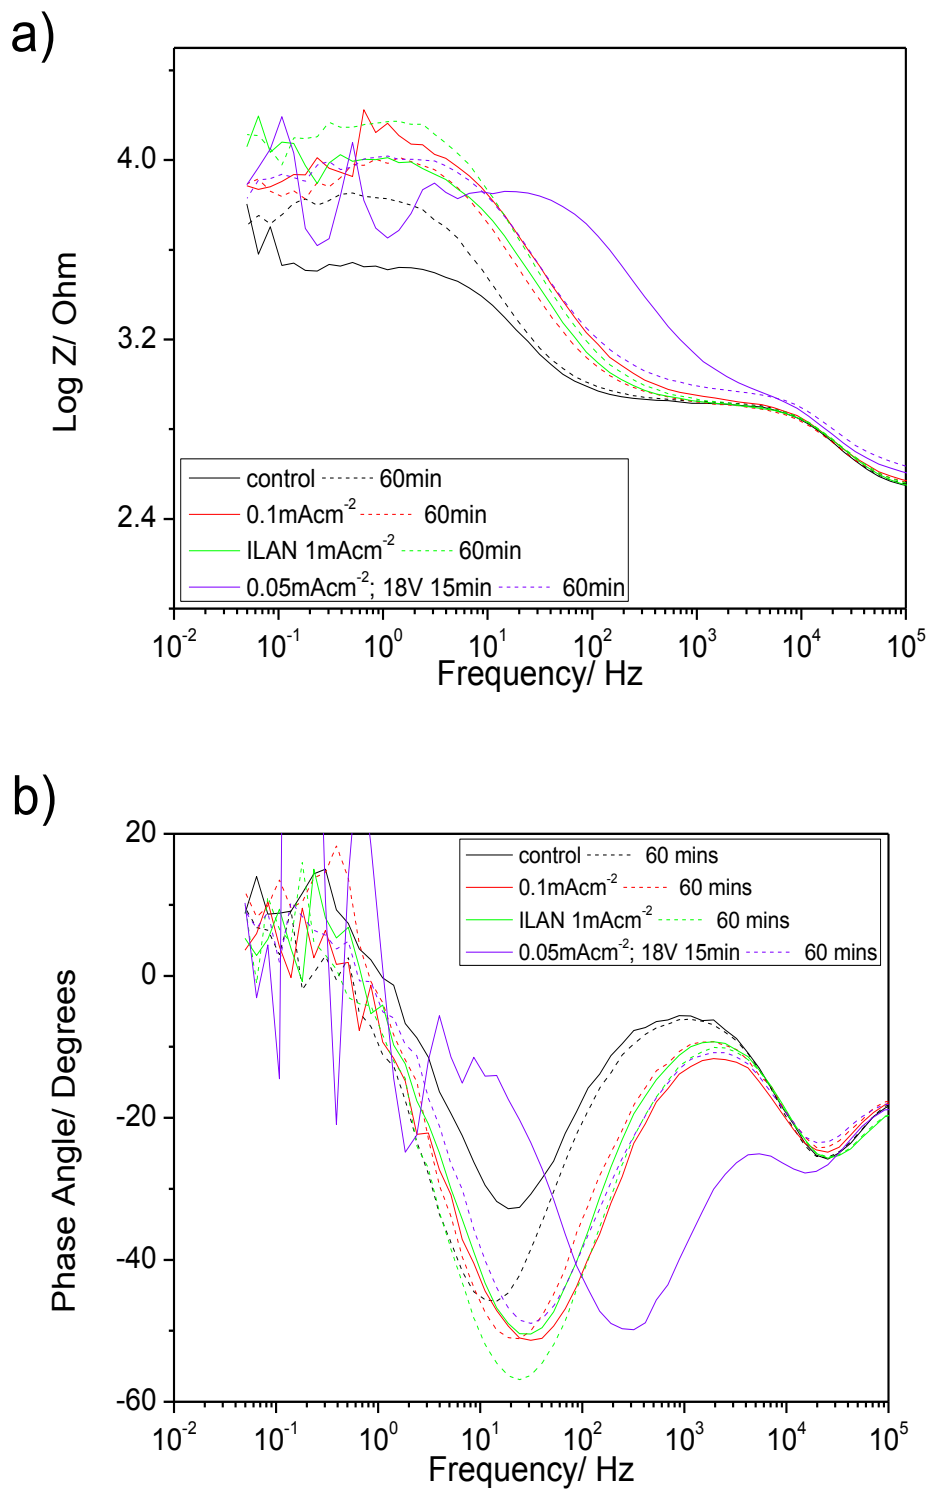 a)
4.0
3.2
2.4
Log Z/ Ohm
control 60min
0.1mAcm⁻² 60min
ILAN 1mAcm⁻² 60min
0.05mAcm⁻²; 18V 15min 60min
10⁻² 10⁻¹ 10⁰ 10¹ 10² 10³ 10⁴ 10⁵
Frequency/ Hz
b)
20
0
-20
-40
-60
Phase Angle/ Degrees
control 60 mins
0.1mAcm⁻² 60 mins
ILAN 1mAcm⁻² 60 mins
0.05mAcm⁻²; 18V 15min 60 mins
10⁻² 10⁻¹ 10⁰ 10¹ 10² 10³ 10⁴ 10⁵
Frequency/ Hz